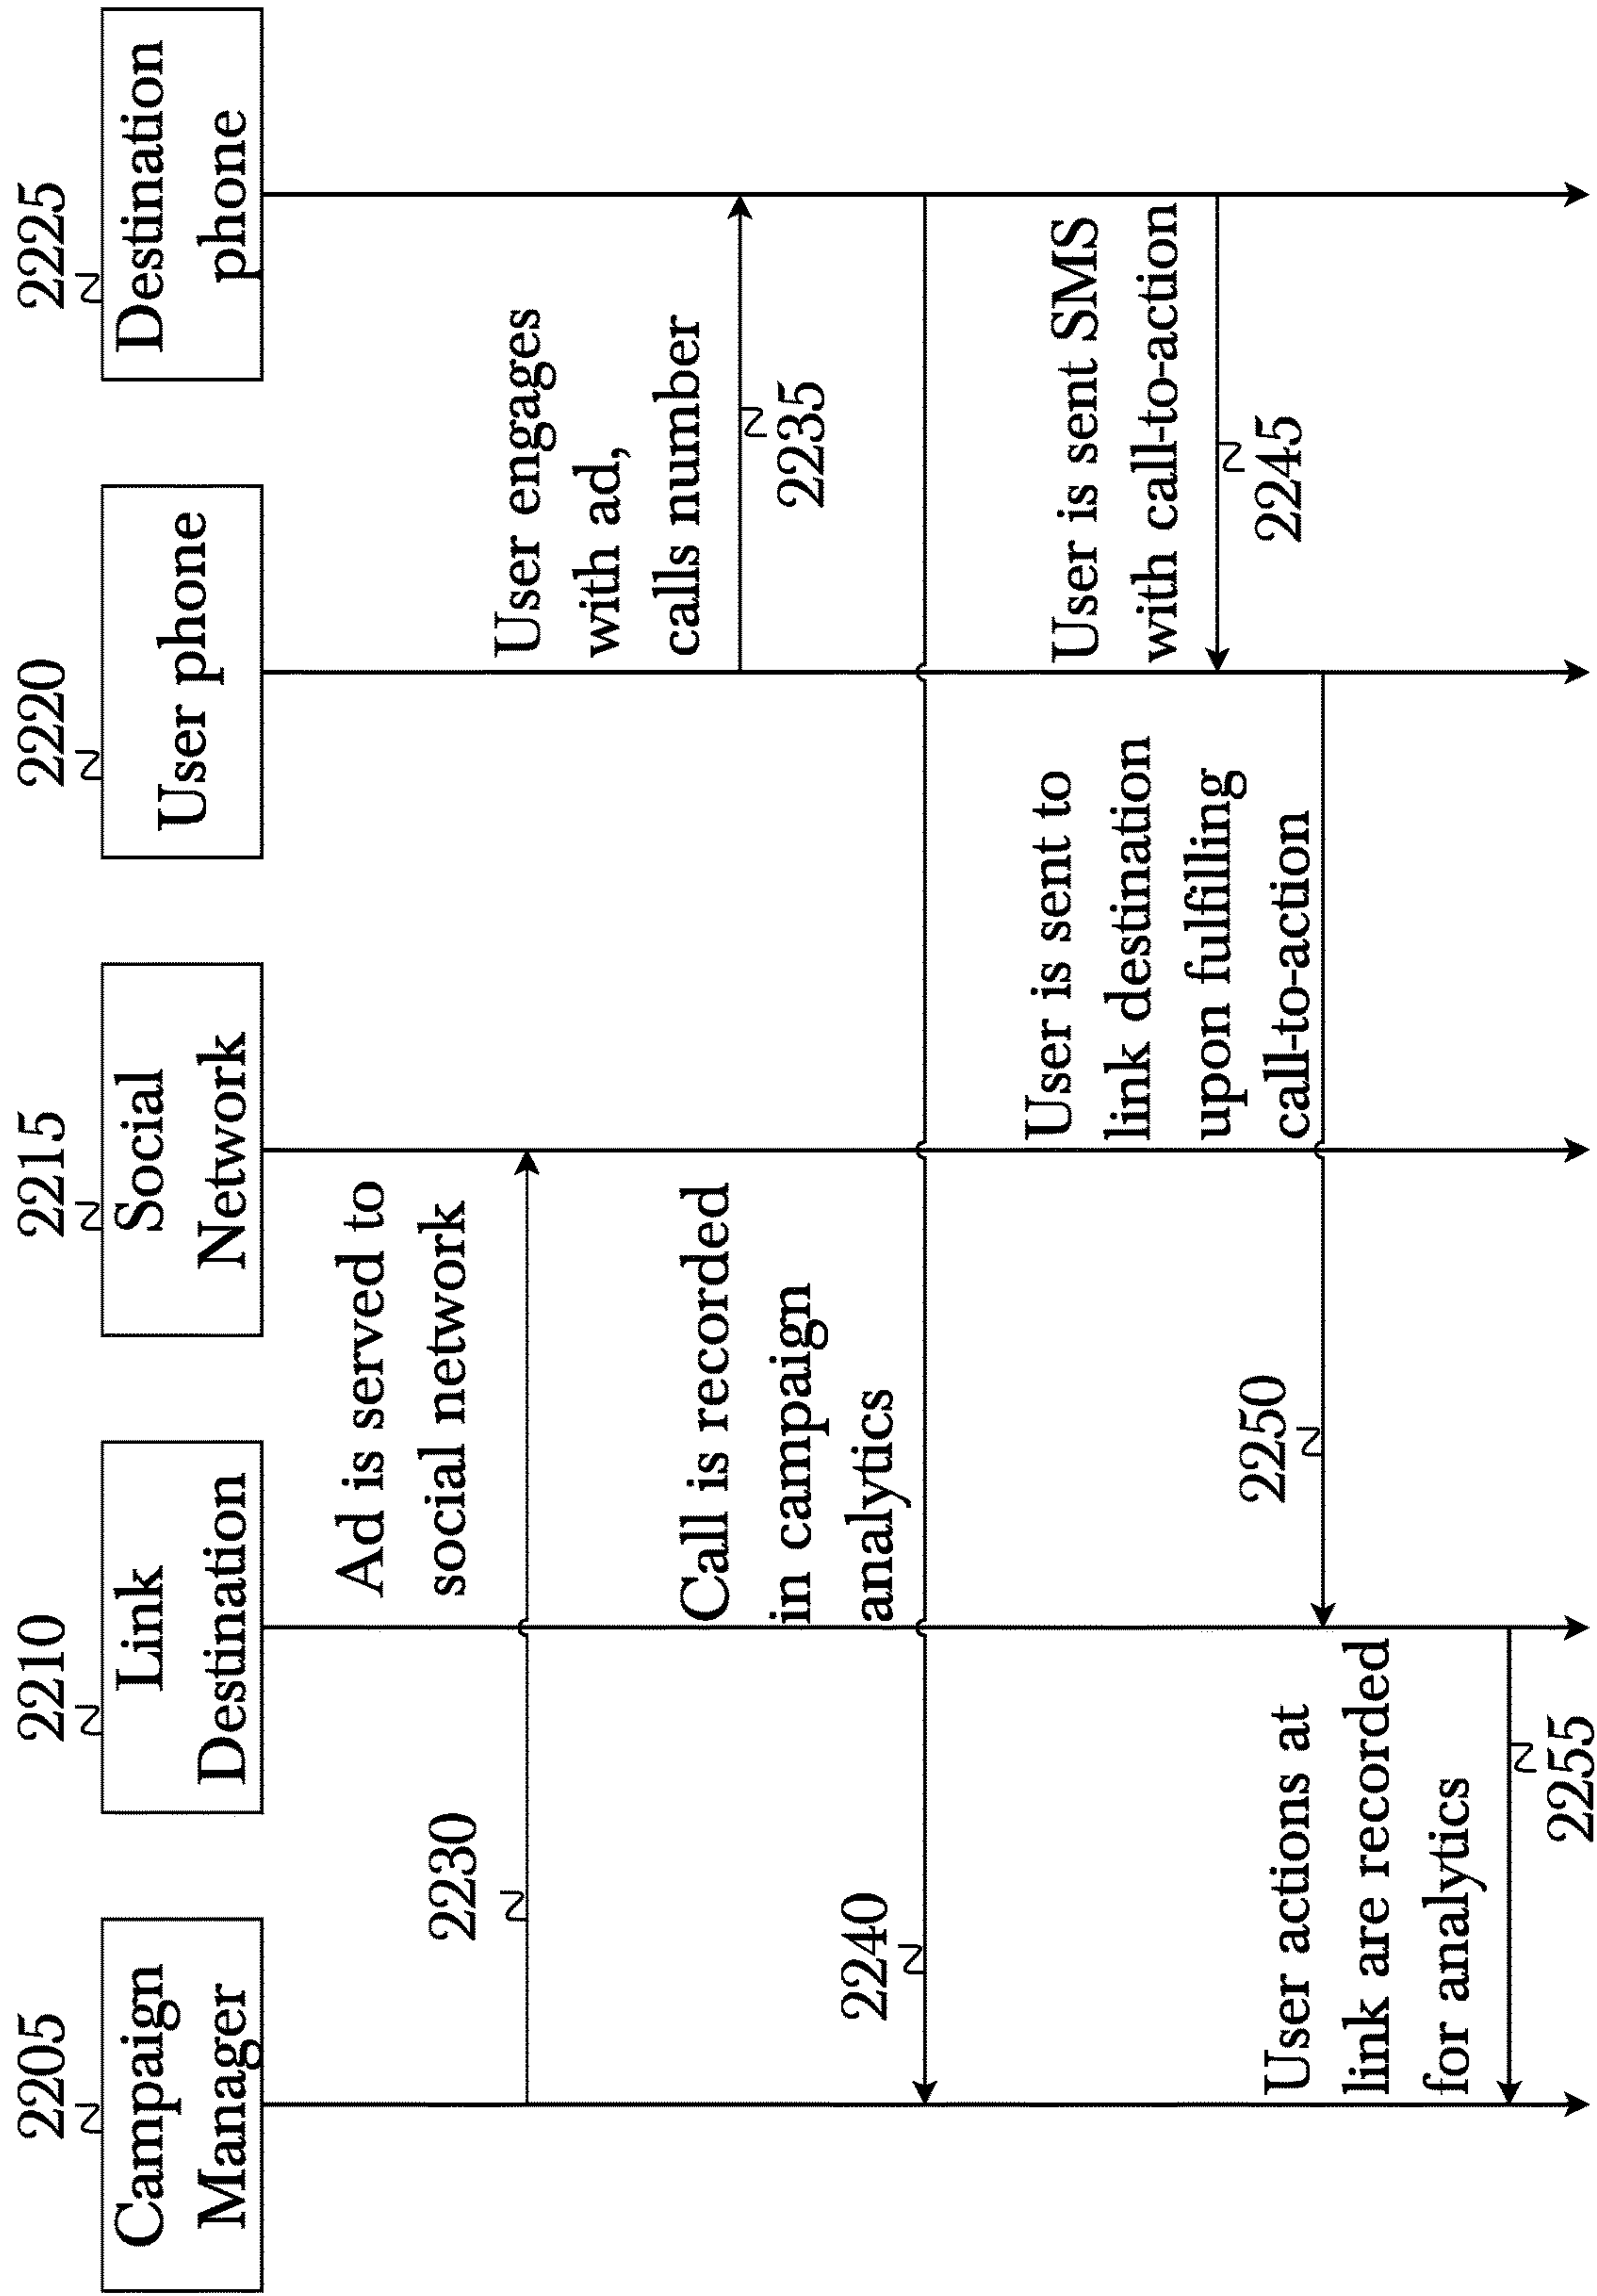 2205
Campaign
Manager
2210
Link
Destination
2215
Social
Network
2220
User phone
2225
Destination
phone
Ad is served to
social network
2230
User engages
with ad,
calls number
2235
Call is recorded
in campaign
analytics
2240
User is sent SMS
with call-to-action
2245
User is sent to
link destination
upon fulfilling
call-to-action
2250
User actions at
link are recorded
for analytics
2255